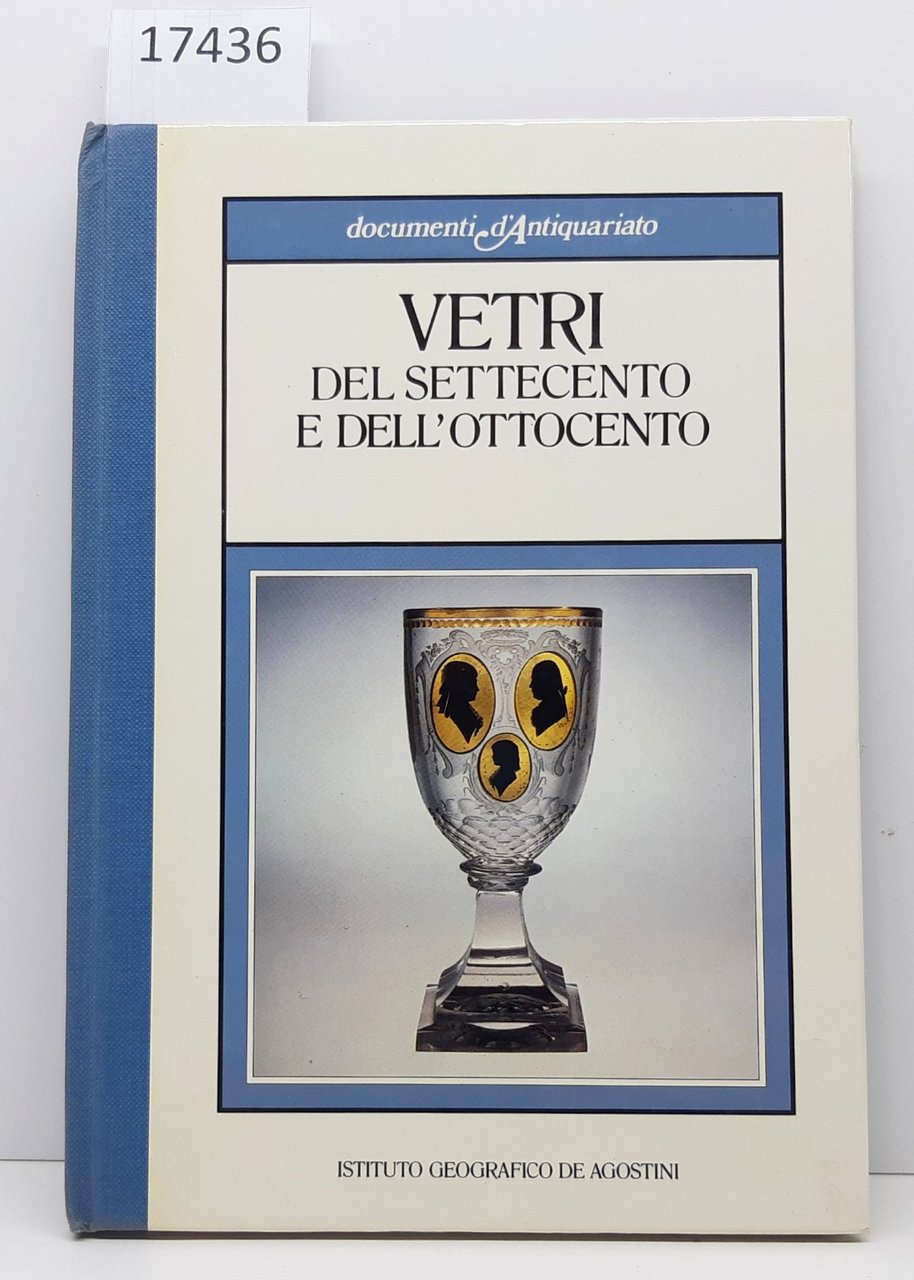 17436
documenti d'Antiquariato
VETRI
DEL SETTECENTO
E DELL'OTTOCENTO
ISTITUTO GEOGRAFICO DE AGOSTINI